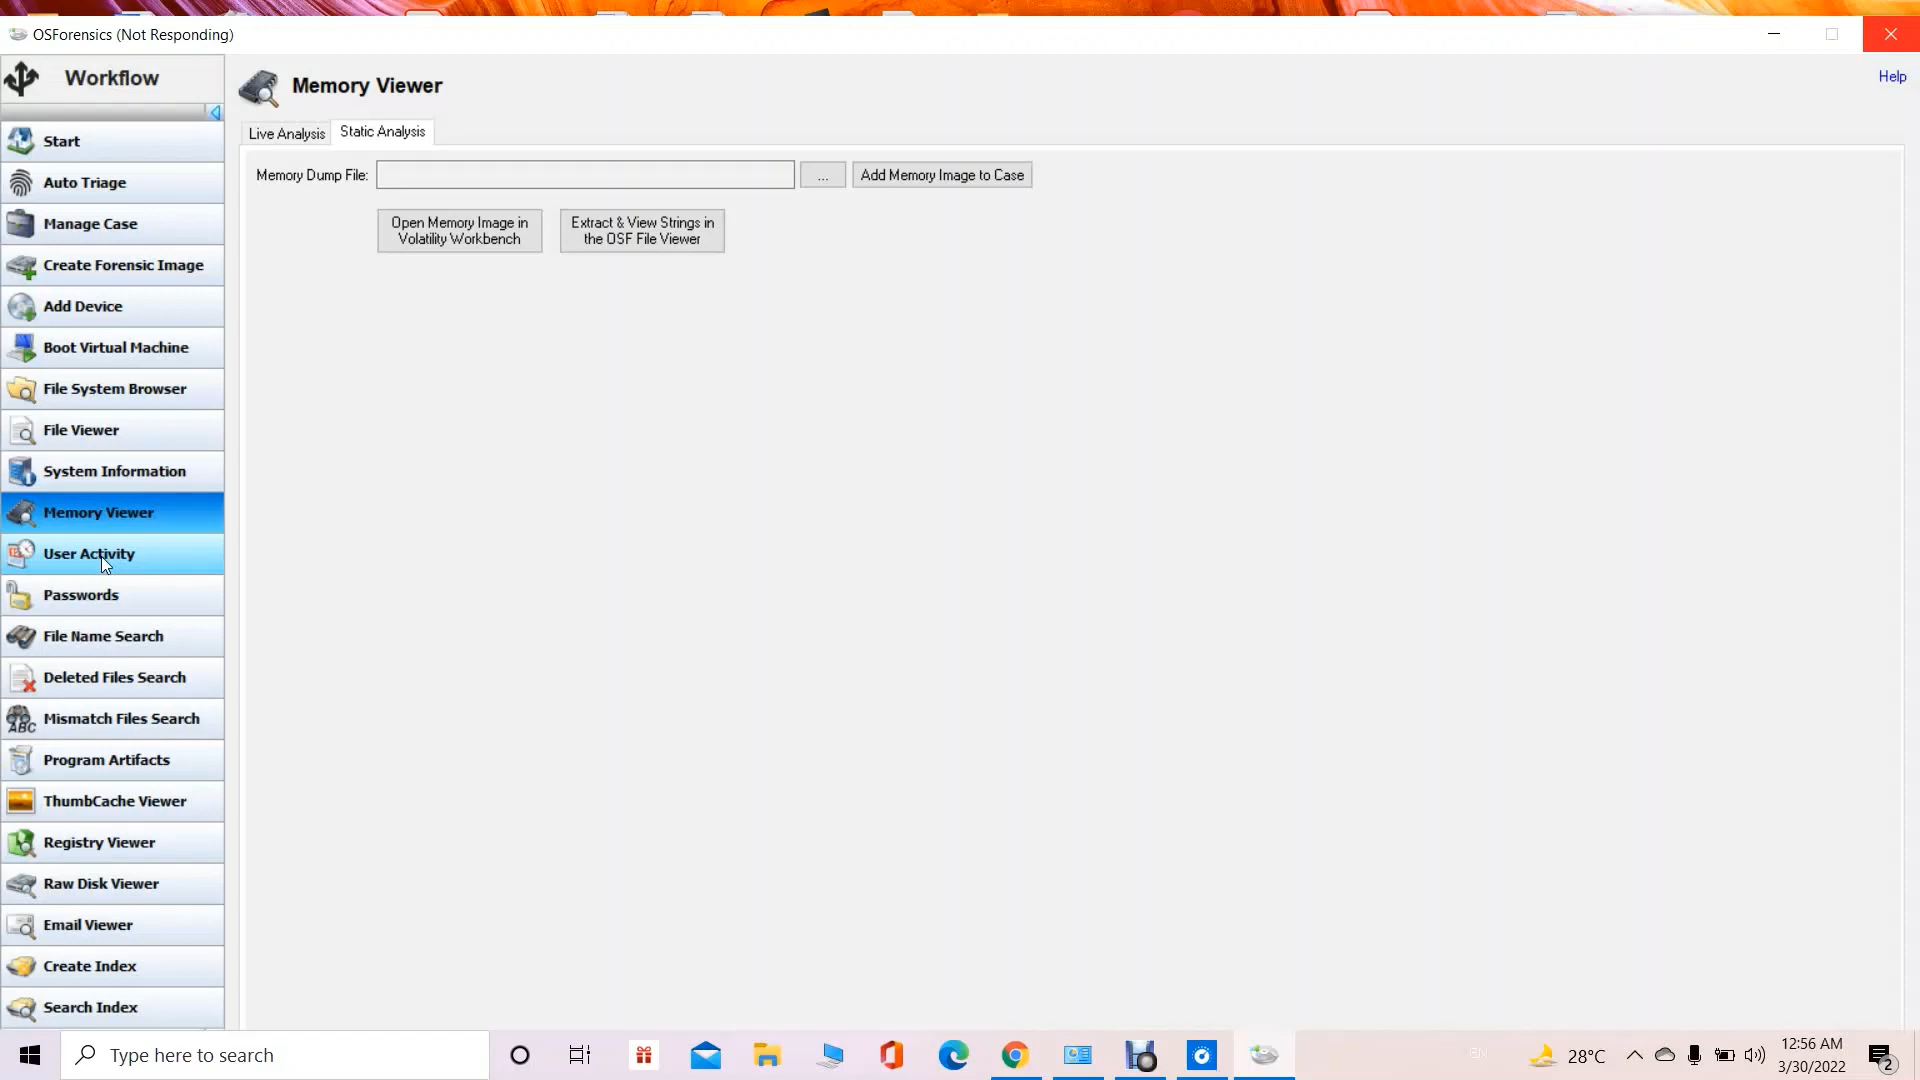 OSForensics (Not Responding)
Workflow
Memory Viewer
Help
Live Analysis
Static Analysis
Memory Dump File:
...
Add Memory Image to Case
Open Memory Image in
Volatility Workbench
Extract & View Strings in
the OSF File Viewer
Start
Auto Triage
Manage Case
Create Forensic Image
Add Device
Boot Virtual Machine
File System Browser
File Viewer
System Information
Memory Viewer
User Activity
Passwords
File Name Search
Deleted Files Search
Mismatch Files Search
Program Artifacts
ThumbCache Viewer
Registry Viewer
Raw Disk Viewer
Email Viewer
Create Index
Search Index
Type here to search
28°C
12:56 AM
3/30/2022
2